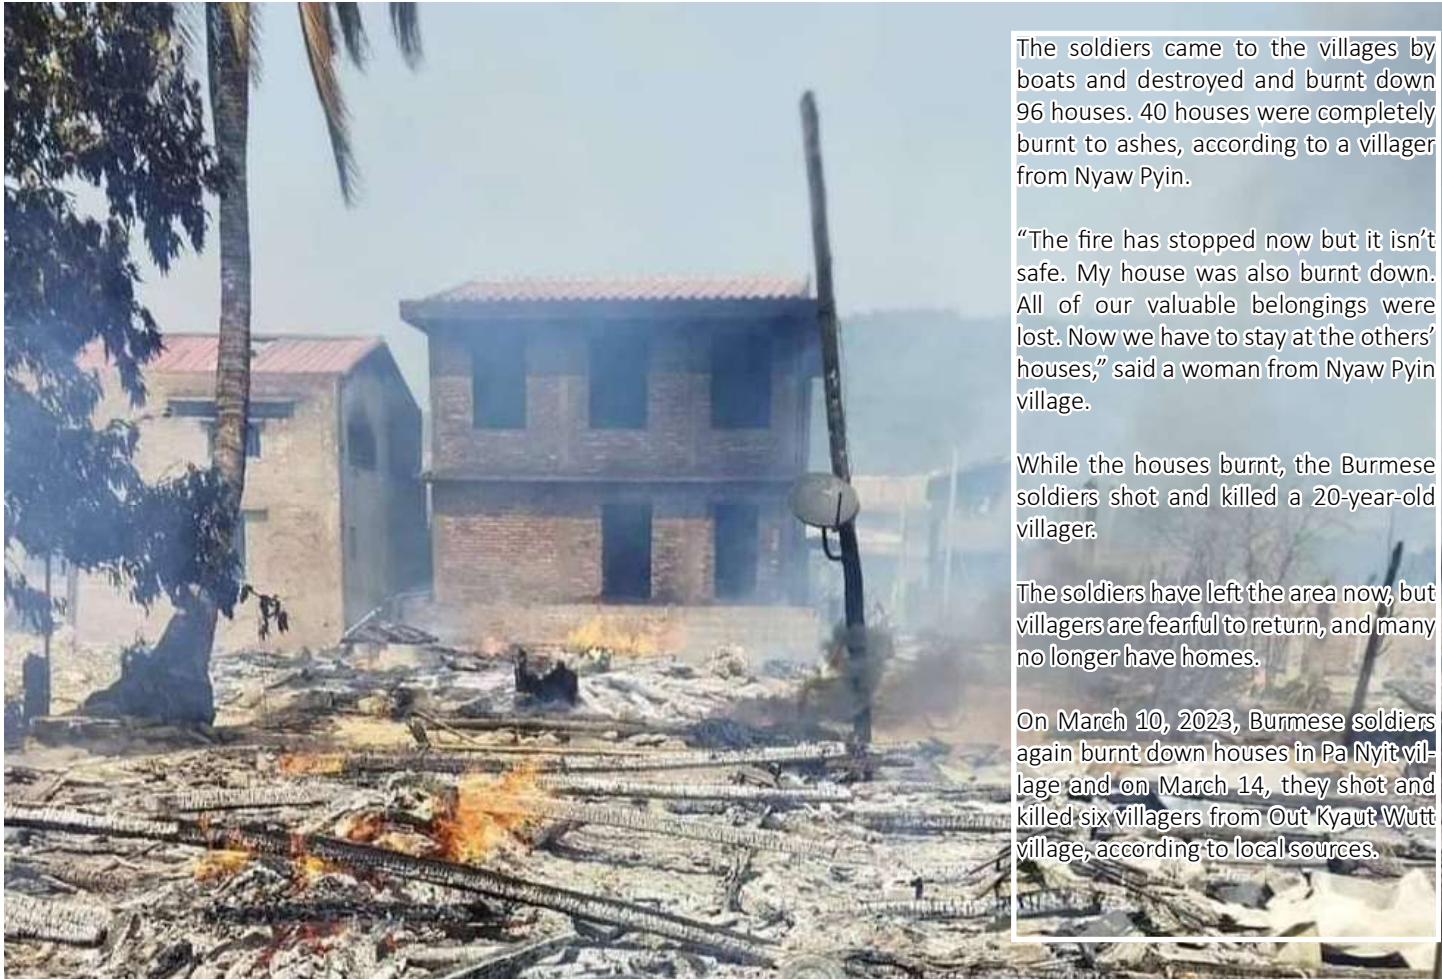 The soldiers came to the villages by
boats and destroyed and burnt down
96 houses. 40 houses were completely
burnt to ashes, according to a villager
from Nyaw Pyin.
“The fire has stopped now but it isn’t
safe. My house was also burnt down.
All of our valuable belongings were
lost. Now we have to stay at the others’
houses,” said a woman from Nyaw Pyin
village.
While the houses burnt, the Burmese
soldiers shot and killed a 20-year-old
villager.
The soldiers have left the area now, but
villagers are fearful to return, and many
no longer have homes.
On March 10, 2023, Burmese soldiers
again burnt down houses in Pa Nyit vil-
lage and on March 14, they shot and
killed six villagers from Out Kyaut Wutt
village, according to local sources.